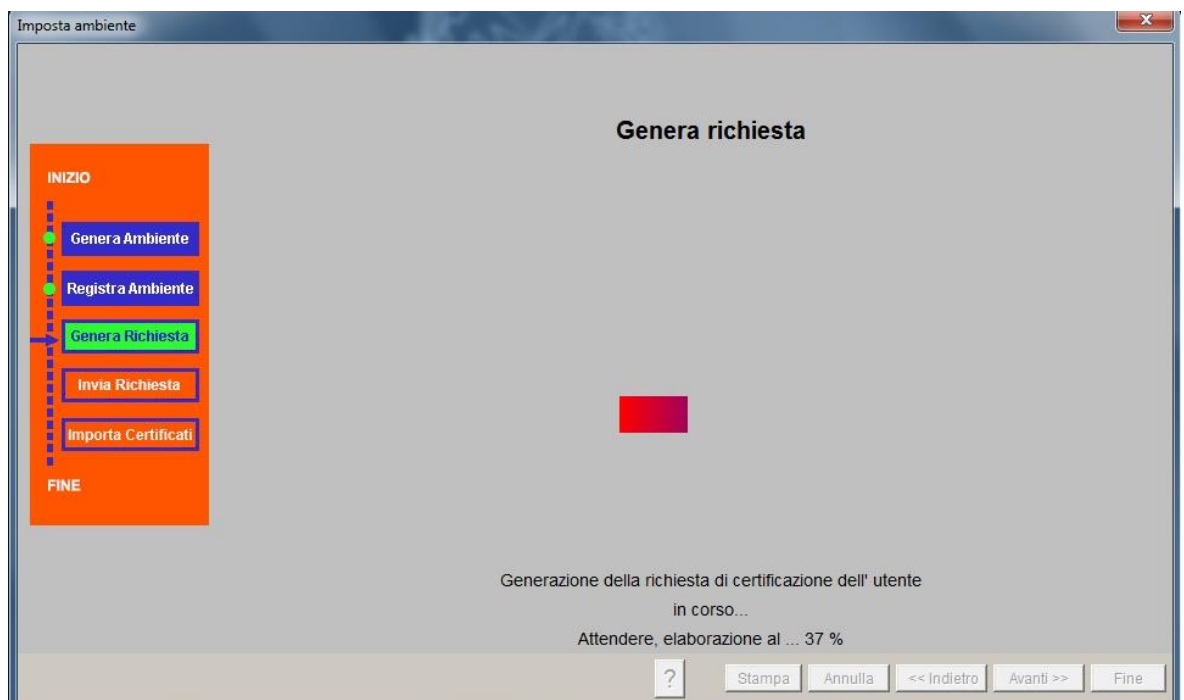 Imposta ambiente
x
Genera richiesta
INIZIO
Genera Ambiente
Registra Ambiente
Genera Richiesta
Invia Richiesta
Importa Certificati
FINE
Generazione della richiesta di certificazione dell' utente
in corso...
Attendere, elaborazione al ... 37 %
? Stampa Annulla << Indietro Avanti >> Fine